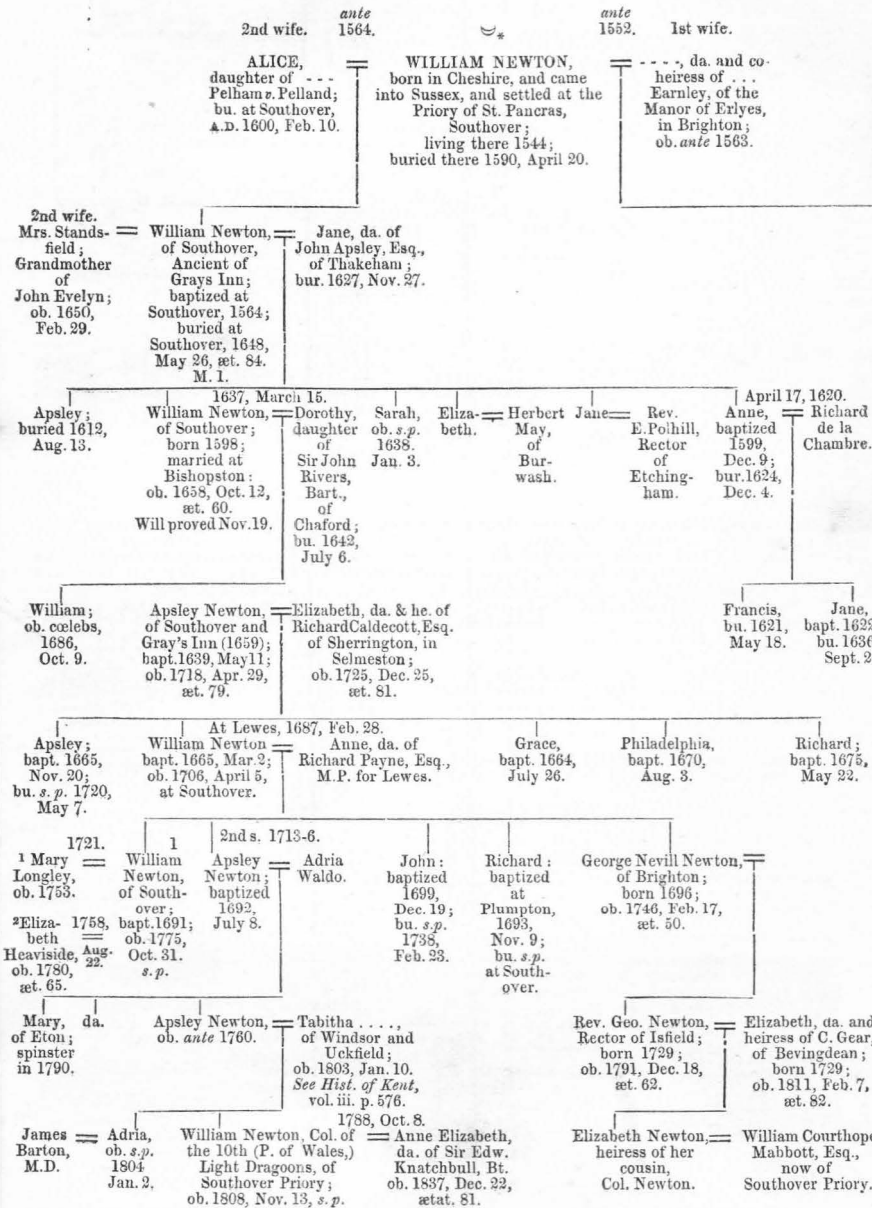 ante ante
2nd wife. 1564. 1552. 1st wife.
ALICE,
daughter of - - -
Pelham v. Pelland;
bu. at Southover,
A.D. 1600, Feb. 10.
WILLIAM NEWTON,
born in Cheshire, and came
into Sussex, and settled at the
Priory of St. Pancras,
Southover;
living there 1544;
buried there 1590, April 20.
- - - -, da. and co-
heiress of . . .
Earnley, of the
Manor of Erlyes,
in Brighton;
ob. ante 1563.
2nd wife.
Mrs. Stands-
field;
Grandmother
of
John Evelyn;
ob. 1650,
Feb. 29.
William Newton,
of Southover,
Ancient of
Grays Inn;
baptized at
Southover, 1564;
buried at
Southover, 1648,
May 26, æt. 84.
M. I.
Jane, da. of
John Apsley, Esq.,
of Thakeham;
bur. 1627, Nov. 27.
1637, March 15.
April 17, 1620.
Apsley;
buried 1612,
Aug. 13.
William Newton,
of Southover;
born 1598;
married at
Bishopston:
ob. 1658, Oct. 12,
æt. 60.
Will proved Nov. 19.
Dorothy,
daughter
of
Sir John
Rivers,
Bart.,
of
Chaford;
bu. 1642,
July 6.
Sarah,
ob. s.p.
1638.
Jan. 3.
Eliza-
beth.
Herbert
May,
of
Bur-
wash.
Jane
Rev.
E. Polhill,
Rector
of
Etching-
ham.
Anne,
baptized
1599,
Dec. 9;
bur. 1624,
Dec. 4.
Richard
de la
Chambre.
William;
ob. cœlebs,
1686,
Oct. 9.
Apsley Newton,
of Southover and
Gray's Inn (1659);
bapt. 1639, May 11;
ob. 1718, Apr. 29,
æt. 79.
Elizabeth, da. & he. of
Richard Caldecott, Esq.
of Sherrington, in
Selmeston;
ob. 1725, Dec. 25,
æt. 81.
Francis,
bu. 1621,
May 18.
Jane,
bapt. 1622
bu. 1636
Sept. 2
At Lewes, 1687, Feb. 28.
Apsley;
bapt. 1665,
Nov. 20;
bu. s. p. 1720,
May 7.
William Newton
bapt. 1665, Mar. 2;
ob. 1706, April 5,
at Southover.
Anne, da. of
Richard Payne, Esq.,
M.P. for Lewes.
Grace,
bapt. 1664,
July 26.
Philadelphia,
bapt. 1670,
Aug. 3.
Richard;
bapt. 1675,
May 22.
1721. 1 2nd s. 1713-6.
1 Mary
Longley,
ob. 1753.
2 Eliza-
beth
Heaviside,
ob. 1780,
æt. 65.
1758,
Aug.
22.
William
Newton,
of South-
over;
bapt. 1691;
ob. 1775,
Oct. 31.
s.p.
Apsley
Newton;
baptized
1692,
July 8.
Adria
Waldo.
John:
baptized
1699,
Dec. 19;
bu. s.p.
1738,
Feb. 23.
Richard:
baptized
at
Plumpton,
1693,
Nov. 9;
bu. s.p.
at South-
over.
George Nevill Newton,
of Brighton;
born 1696;
ob. 1746, Feb. 17,
æt. 50.
Mary,
of Eton;
spinster
in 1790.
da.
Apsley Newton,
ob. ante 1760.
Tabitha . . . .,
of Windsor and
Uckfield;
ob. 1803, Jan. 10.
See Hist. of Kent,
vol. iii. p. 576.
Rev. Geo. Newton,
Rector of Isfield;
born 1729;
ob. 1791, Dec. 18,
æt. 62.
Elizabeth, da. and
heiress of C. Gear,
of Bevingdean;
born 1729;
ob. 1811, Feb. 7,
æt. 82.
1788, Oct. 8.
James
Barton,
M.D.
Adria,
ob. s.p.
1804
Jan. 2.
William Newton, Col. of
the 10th (P. of Wales,)
Light Dragoons, of
Southover Priory;
ob. 1808, Nov. 13, s.p.
Anne Elizabeth,
da. of Sir Edw.
Knatchbull, Bt.
ob. 1837, Dec. 22,
ætat. 81.
Elizabeth Newton,
heiress of her
cousin,
Col. Newton.
William Courthope
Mabbott, Esq.,
now of
Southover Priory.